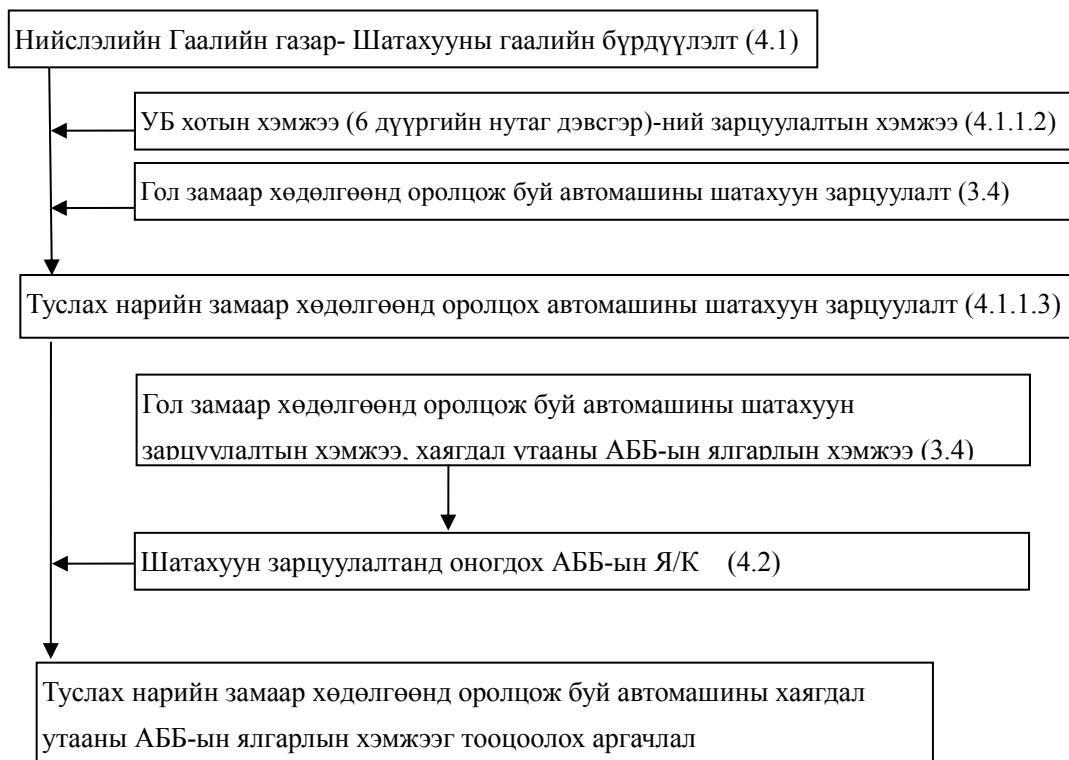 Нийслэлийн Гаалийн газар- Шатахууны гаалийн бүрдүүлэлт (4.1)
УБ хотын хэмжээ (6 дүүргийн нутаг дэвсгэр)-ний зарцуулалтын хэмжээ (4.1.1.2)
Гол замаар хөдөлгөөнд оролцож буй автомашины шатахуун зарцуулалт (3.4)
Туслах нарийн замаар хөдөлгөөнд оролцох автомашины шатахуун зарцуулалт (4.1.1.3)
Гол замаар хөдөлгөөнд оролцож буй автомашины шатахуун
зарцуулалтын хэмжээ, хаягдал утааны АББ-ын ялгарлын хэмжээ (3.4)
Шатахуун зарцуулалтанд оногдох АББ-ын Я/К (4.2)
Туслах нарийн замаар хөдөлгөөнд оролцож буй автомашины хаягдал
утааны АББ-ын ялгарлын хэмжээг тооцоолох аргачлал